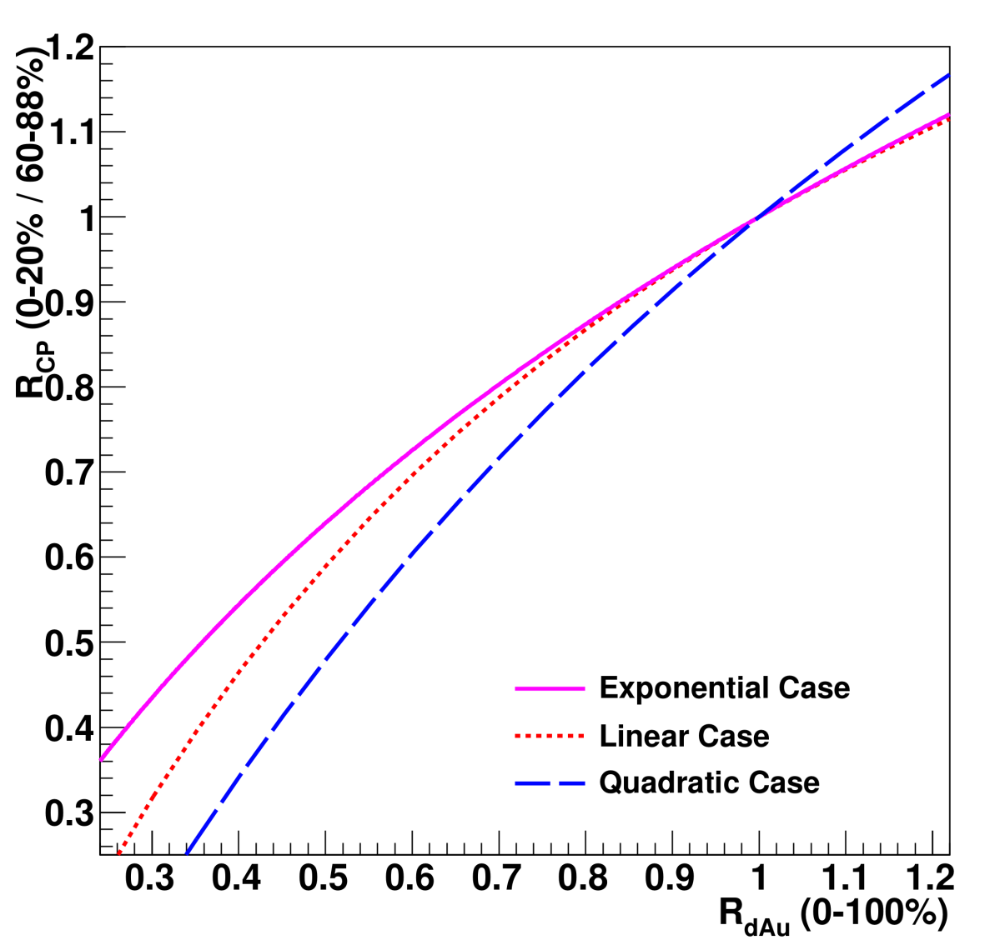 R_CP (0-20% / 60-88%)
1.2
1.1
1
0.9
0.8
0.7
0.6
0.5
0.4
0.3
Exponential Case
Linear Case
Quadratic Case
0.3 0.4 0.5 0.6 0.7 0.8 0.9 1 1.1 1.2
R_dAu (0-100%)